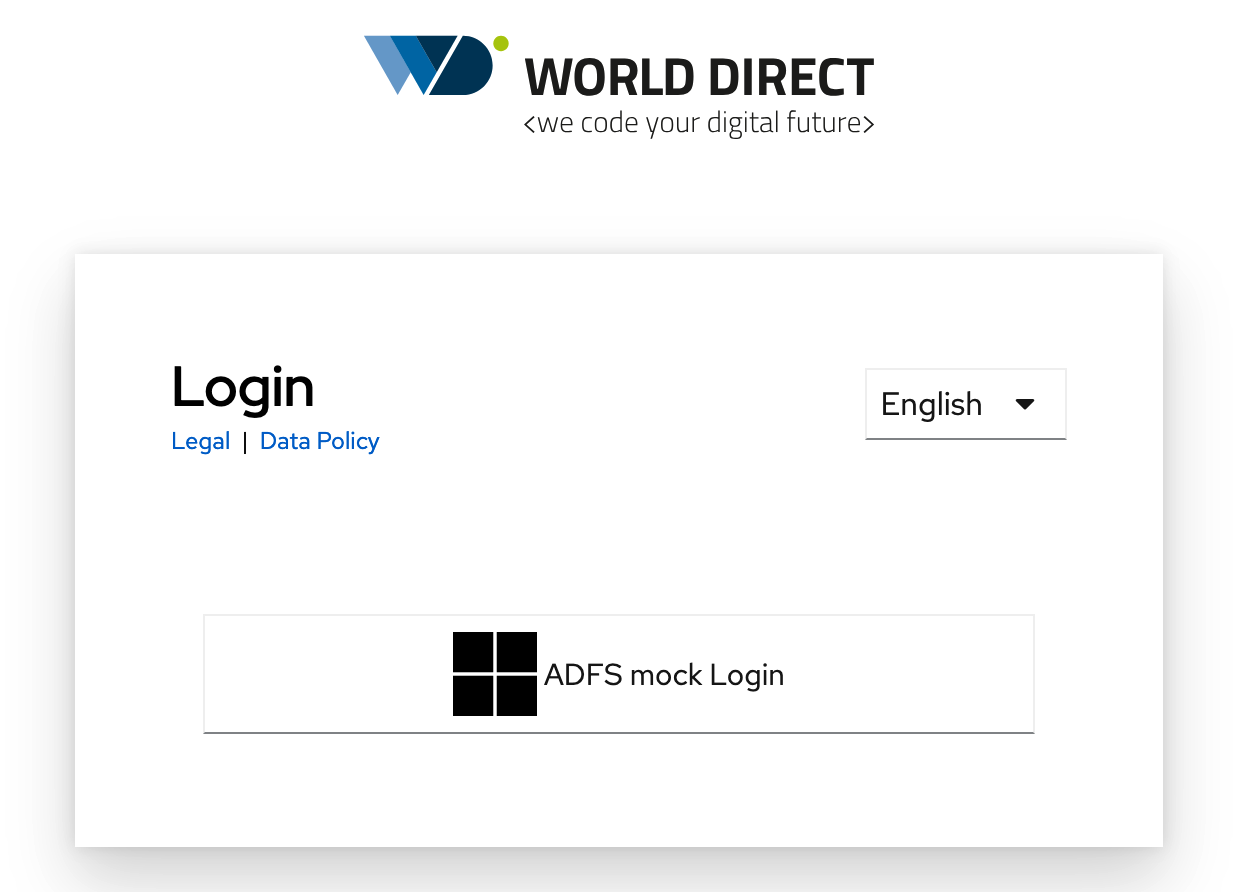 WORLD DIRECT
<we code your digital future>
Login
English
Legal | Data Policy
ADFS mock Login